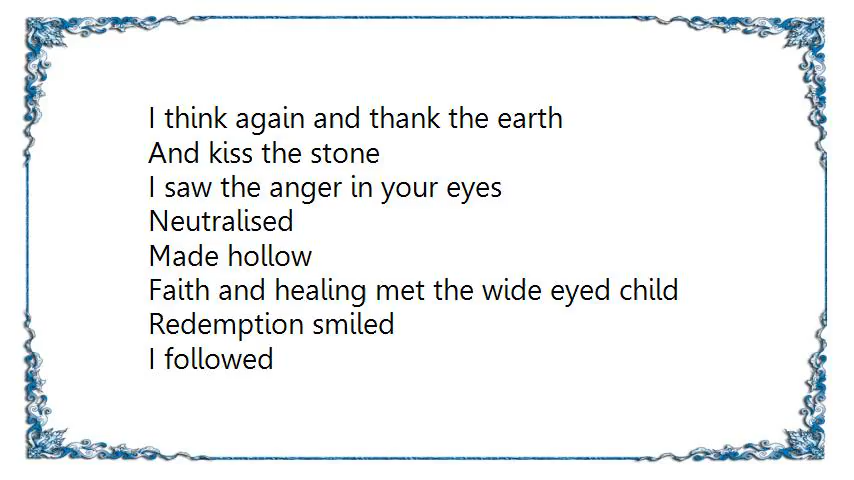 I think again and thank the earth
And kiss the stone
I saw the anger in your eyes
Neutralised
Made hollow
Faith and healing met the wide eyed child
Redemption smiled
I followed